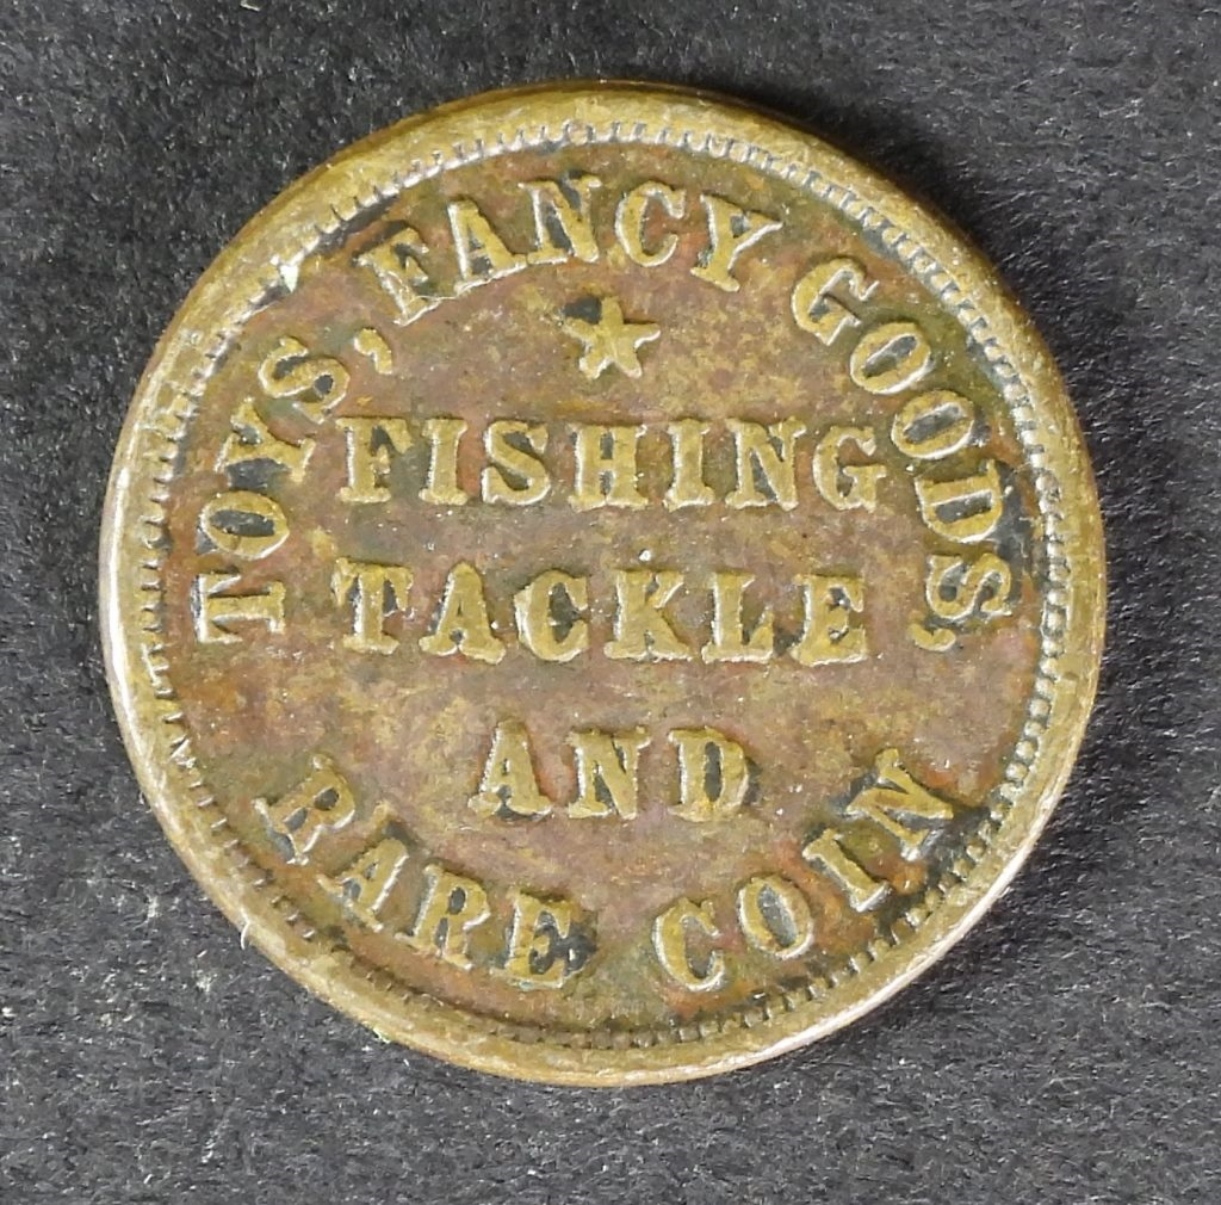 TOYS, FANCY GOODS,
FISHING
TACKLE
AND
RARE COIN